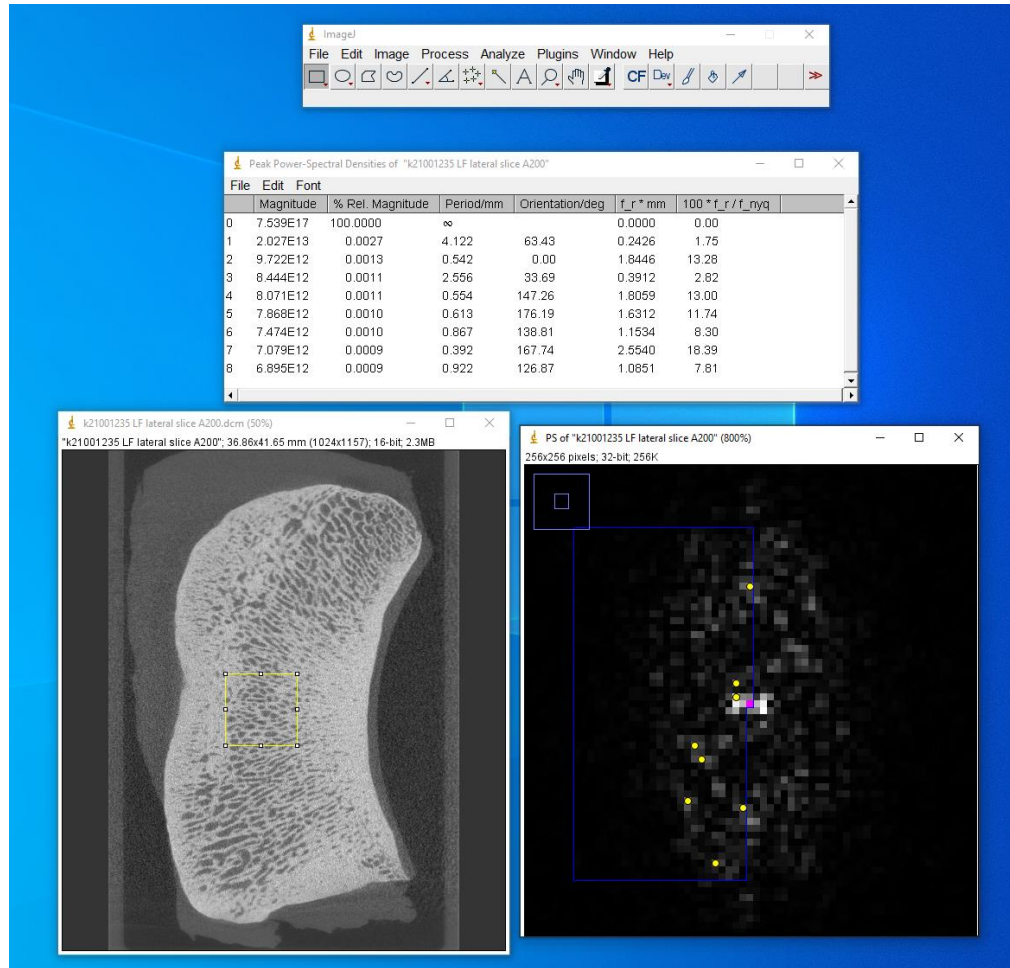 ImageJ
File Edit Image Process Analyze Plugins Window Help
A CF Dev >>
Peak Power-Spectral Densities of "k21001235 LF lateral slice A200"
File Edit Font
Magnitude % Rel. Magnitude Period/mm Orientation/deg f_r * mm 100 * f_r / f_nyq
0 7.539E17 100.0000 ∞ 0.0000 0.00
1 2.027E13 0.0027 4.122 63.43 0.2426 1.75
2 9.722E12 0.0013 0.542 0.00 1.8446 13.28
3 8.444E12 0.0011 2.556 33.69 0.3912 2.82
4 8.071E12 0.0011 0.554 147.26 1.8059 13.00
5 7.868E12 0.0010 0.613 176.19 1.6312 11.74
6 7.474E12 0.0010 0.867 138.81 1.1534 8.30
7 7.079E12 0.0009 0.392 167.74 2.5540 18.39
8 6.895E12 0.0009 0.922 126.87 1.0851 7.81
k21001235 LF lateral slice A200.dcm (50%)
"k21001235 LF lateral slice A200"; 36.86x41.65 mm (1024x1157); 16-bit; 2.3MB
PS of "k21001235 LF lateral slice A200" (800%)
256x256 pixels; 32-bit; 256K